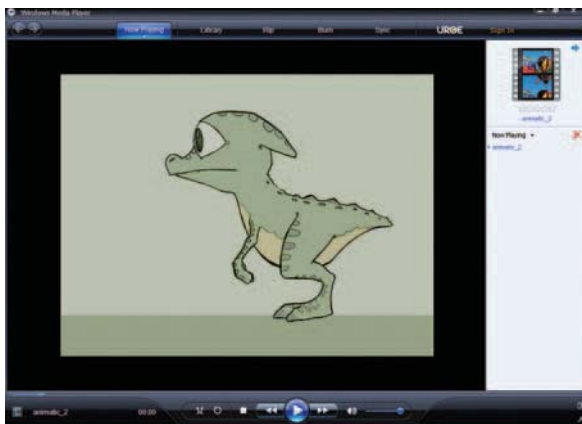 Windows Media Player
Now Playing Library Rip Burn Sync URGE Sign In
animatic_2
Now Playing
animatic_2
animatic_2 00:00